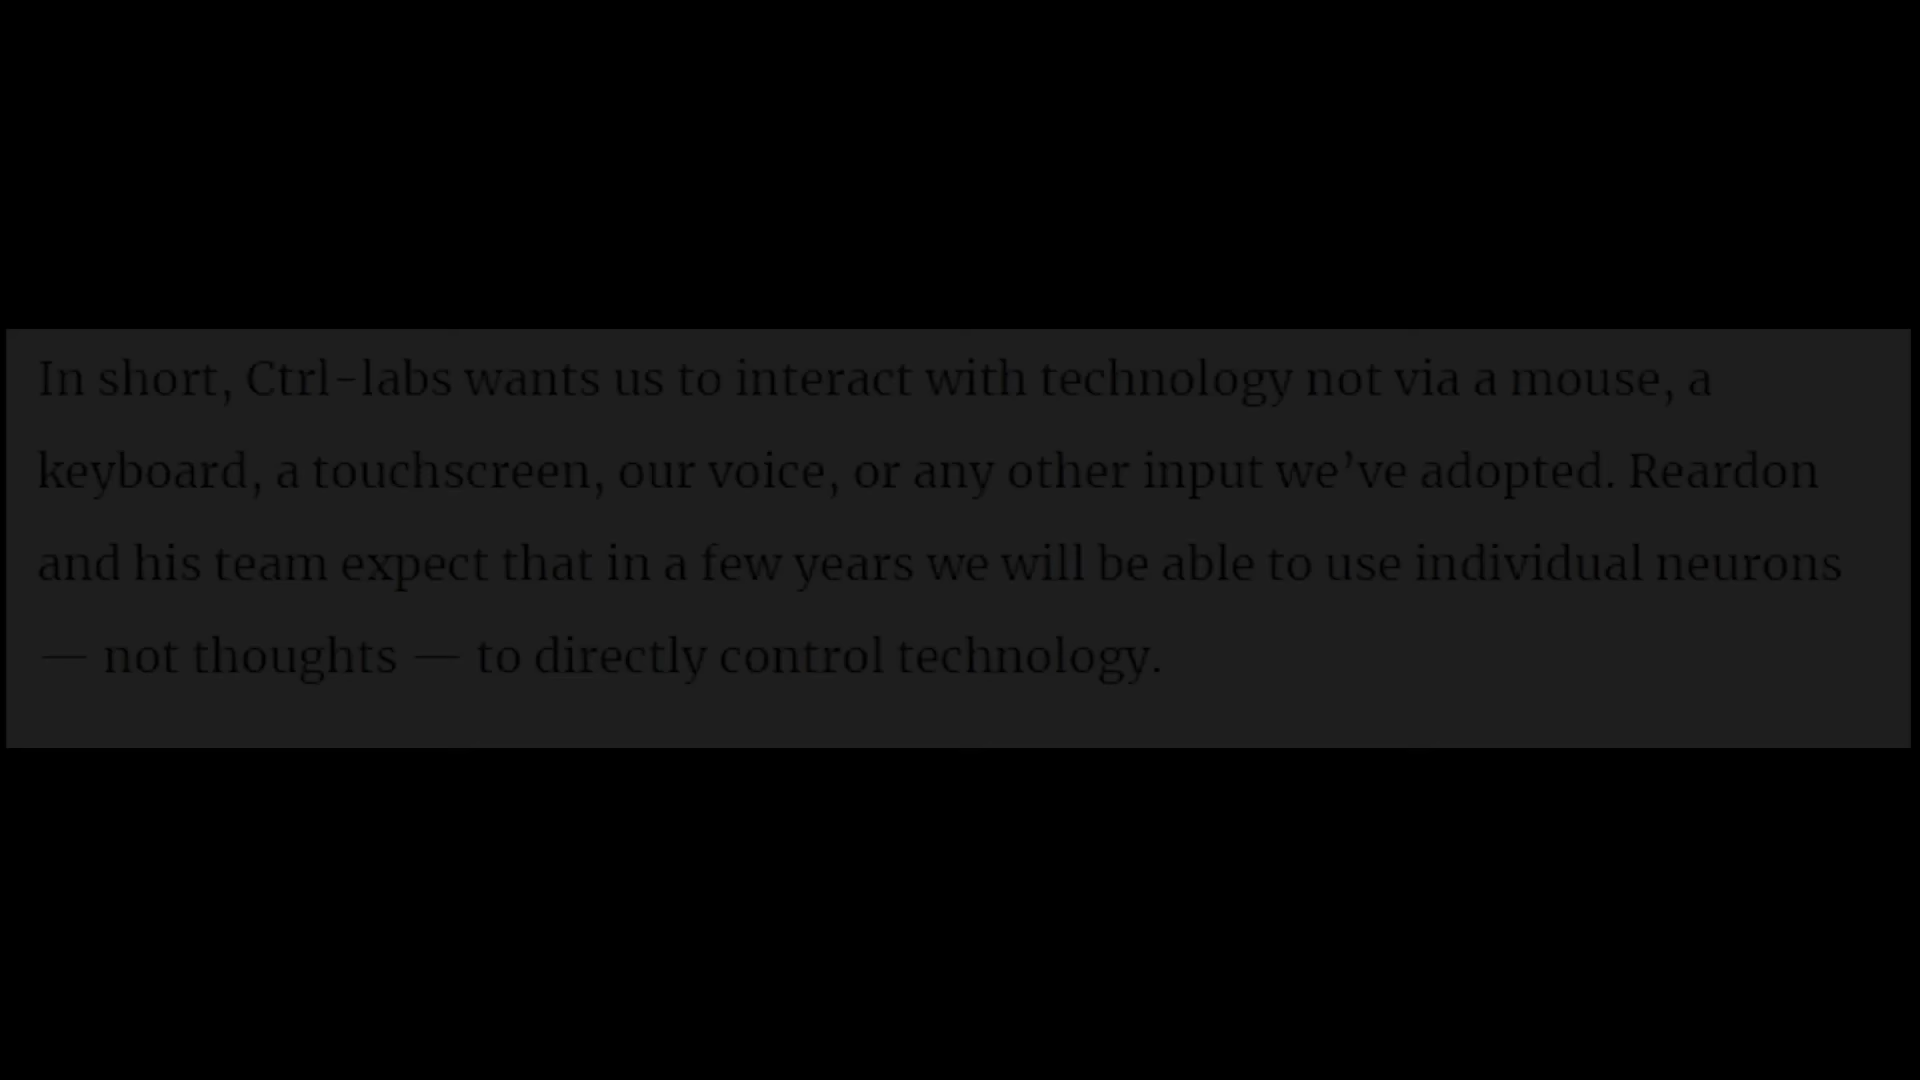 In short, Ctrl-labs wants us to interact with technology not via a mouse, a
keyboard, a touchscreen, our voice, or any other input we’ve adopted. Reardon
and his team expect that in a few years we will be able to use individual neurons
— not thoughts — to directly control technology.